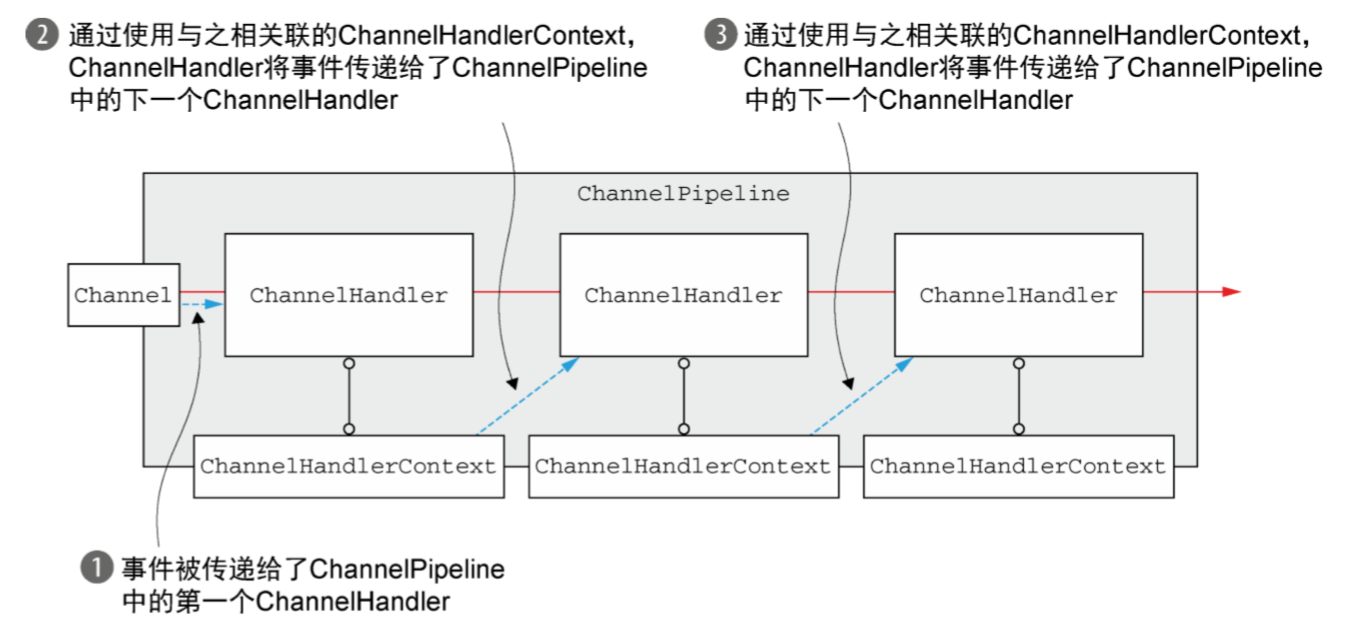 2 通过使用与之相关联的ChannelHandlerContext,
ChannelHandler将事件传递给了ChannelPipeline
中的下一个ChannelHandler
3 通过使用与之相关联的ChannelHandlerContext,
ChannelHandler将事件传递给了ChannelPipeline
中的下一个ChannelHandler
ChannelPipeline
Channel
ChannelHandler
ChannelHandler
ChannelHandler
ChannelHandlerContext
ChannelHandlerContext
ChannelHandlerContext
1 事件被传递给了ChannelPipeline
中的第一个ChannelHandler